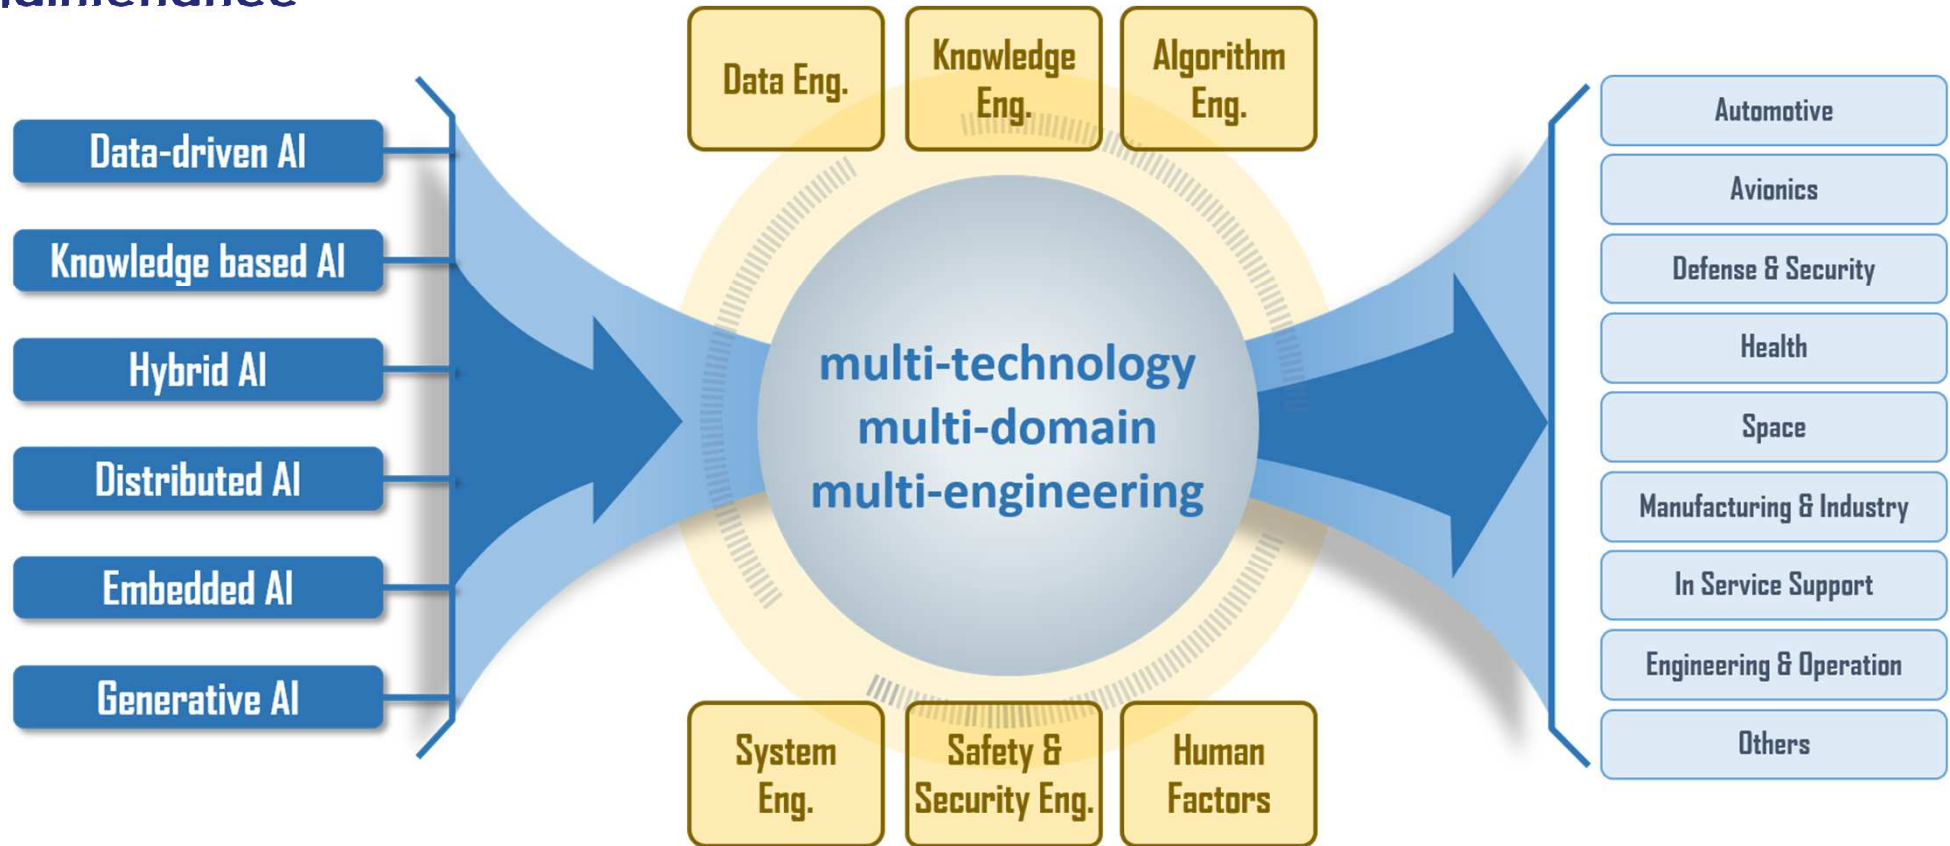 Data-driven AI
Knowledge based AI
Hybrid AI
Distributed AI
Embedded AI
Generative AI
Data Eng.
Knowledge
Eng.
Algorithm
Eng.
multi-technology
multi-domain
multi-engineering
System
Eng.
Safety &
Security Eng.
Human
Factors
Automotive
Avionics
Defense & Security
Health
Space
Manufacturing & Industry
In Service Support
Engineering & Operation
Others